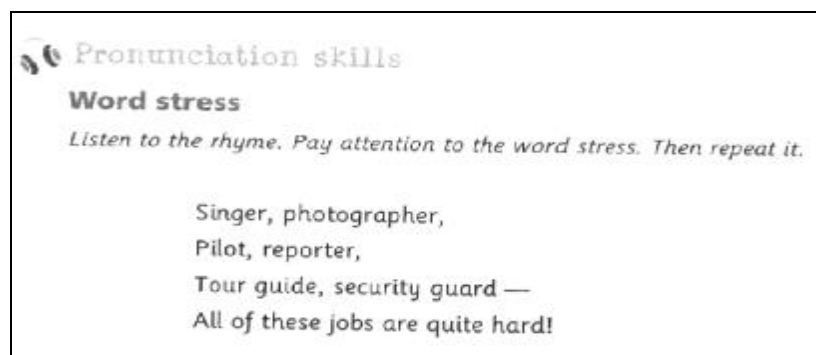 Pronunciation skills
Word stress
Listen to the rhyme. Pay attention to the word stress. Then repeat it.
Singer, photographer,
Pilot, reporter,
Tour guide, security guard —
All of these jobs are quite hard!